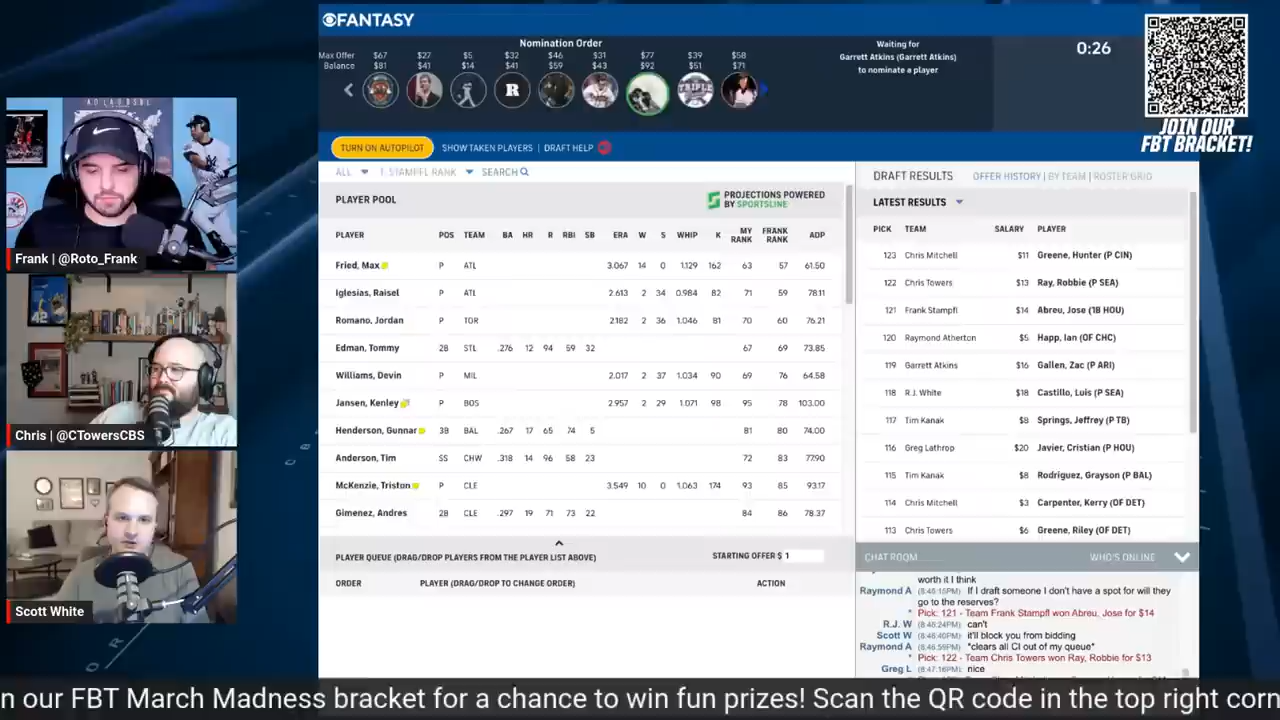 FANTASY
Nomination Order
Max Offer $67 $27 $5 $32 $46 $31 $77 $39 $58
Balance $81 $41 $14 $41 $59 $43 $92 $51 $71
R
TRIPLE
Waiting for
Garrett Atkins (Garrett Atkins)
to nominate a player
0:26
JOIN OUR
FBT BRACKET!
TURN ON AUTOPILOT SHOW TAKEN PLAYERS | DRAFT HELP
ALL 1. STAMPFL RANK SEARCH
PLAYER POOL
PROJECTIONS POWERED
BY SPORTSLINE
PLAYER POS TEAM BA HR R RBI SB ERA W S WHIP K MY RANK FRANK RANK ADP
Fried, Max P ATL 3.067 14 0 1.129 162 63 57 61.50
Iglesias, Raisel P ATL 2.613 2 34 0.984 82 71 59 78.11
Romano, Jordan P TOR 2.182 2 36 1.046 81 70 60 76.21
Edman, Tommy 2B STL .276 12 94 59 32 67 69 73.85
Williams, Devin P MIL 2.017 2 37 1.034 90 69 76 64.58
Jansen, Kenley P BOS 2.957 2 29 1.071 98 95 78 103.00
Henderson, Gunnar 3B BAL .267 17 65 74 5 81 80 74.00
Anderson, Tim SS CHW .318 14 96 58 23 72 83 77.90
McKenzie, Triston P CLE 3.549 10 0 1.063 174 93 85 93.17
Gimenez, Andres 2B CLE .297 19 71 73 22 84 86 78.37
PLAYER QUEUE (DRAG/DROP PLAYERS FROM THE PLAYER LIST ABOVE) STARTING OFFER $ 1
ORDER PLAYER (DRAG/DROP TO CHANGE ORDER) ACTION
DRAFT RESULTS OFFER HISTORY | BY TEAM | ROSTER GRID
LATEST RESULTS
PICK TEAM SALARY PLAYER
123 Chris Mitchell $11 Greene, Hunter (P CIN)
122 Chris Towers $13 Ray, Robbie (P SEA)
121 Frank Stampfl $14 Abreu, Jose (1B HOU)
120 Raymond Atherton $5 Happ, Ian (OF CHC)
119 Garrett Atkins $16 Gallen, Zac (P ARI)
118 R.J. White $18 Castillo, Luis (P SEA)
117 Tim Kanak $8 Springs, Jeffrey (P TB)
116 Greg Lathrop $20 Javier, Cristian (P HOU)
115 Tim Kanak $8 Rodriguez, Grayson (P BAL)
114 Chris Mitchell $3 Carpenter, Kerry (OF DET)
113 Chris Towers $6 Greene, Riley (OF DET)
CHAT ROOM WHO'S ONLINE
worth it I think
Raymond A (8:46:15PM): If I draft someone I don't have a spot for will they
go to the reserves?
* Pick: 121 - Team Frank Stampfl won Abreu, Jose for $14
R.J. W (8:46:24PM): can't
Scott W (8:46:40PM): it'll block you from bidding
Raymond A (8:46:59PM): *clears all CI out of my queue*
* Pick: 122 - Team Chris Towers won Ray, Robbie for $13
Greg L (8:47:16PM): nice
Frank | @Roto_Frank
Chris | @CTowersCBS
Scott White
n our FBT March Madness bracket for a chance to win fun prizes! Scan the QR code in the top right corn